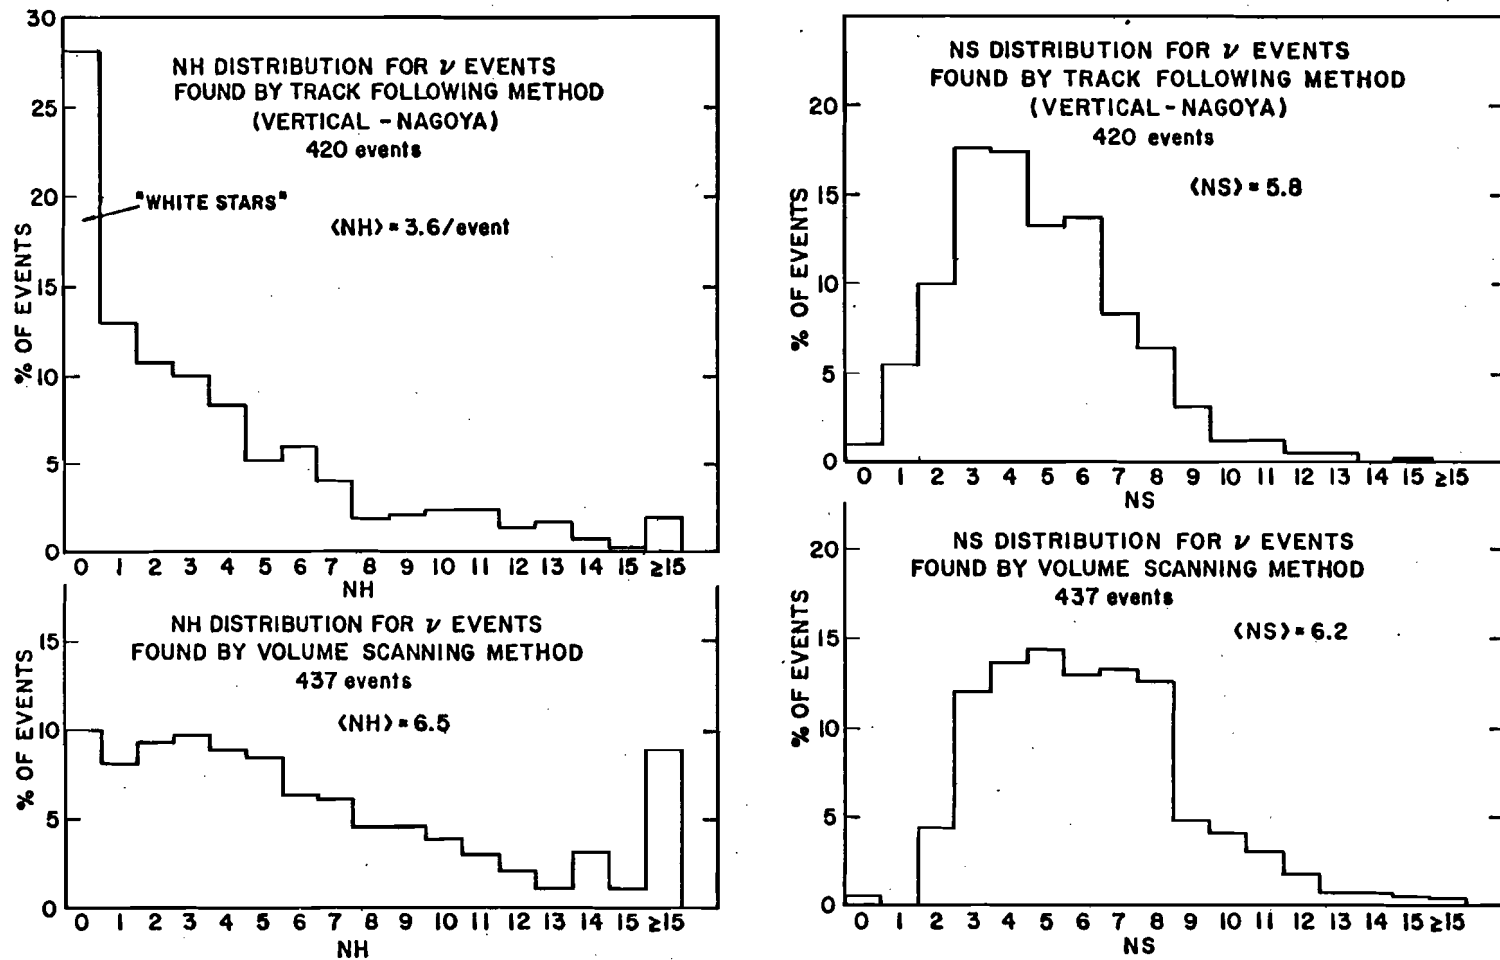 30
25
20
15
10
5
0
% OF EVENTS
NH DISTRIBUTION FOR ν EVENTS
FOUND BY TRACK FOLLOWING METHOD
(VERTICAL - NAGOYA)
420 events
"WHITE STARS"
⟨NH⟩ = 3.6/event
0 1 2 3 4 5 6 7 8 9 10 11 12 13 14 15 ≥15
NH
15
10
5
0
% OF EVENTS
NH DISTRIBUTION FOR ν EVENTS
FOUND BY VOLUME SCANNING METHOD
437 events
⟨NH⟩ = 6.5
0 1 2 3 4 5 6 7 8 9 10 11 12 13 14 15 ≥15
NH
20
15
10
5
0
% OF EVENTS
NS DISTRIBUTION FOR ν EVENTS
FOUND BY TRACK FOLLOWING METHOD
(VERTICAL - NAGOYA)
420 events
⟨NS⟩ = 5.8
0 1 2 3 4 5 6 7 8 9 10 11 12 13 14 15 ≥15
NS
20
15
10
5
0
% OF EVENTS
NS DISTRIBUTION FOR ν EVENTS
FOUND BY VOLUME SCANNING METHOD
437 events
⟨NS⟩ = 6.2
0 1 2 3 4 5 6 7 8 9 10 11 12 13 14 15 ≥15
NS